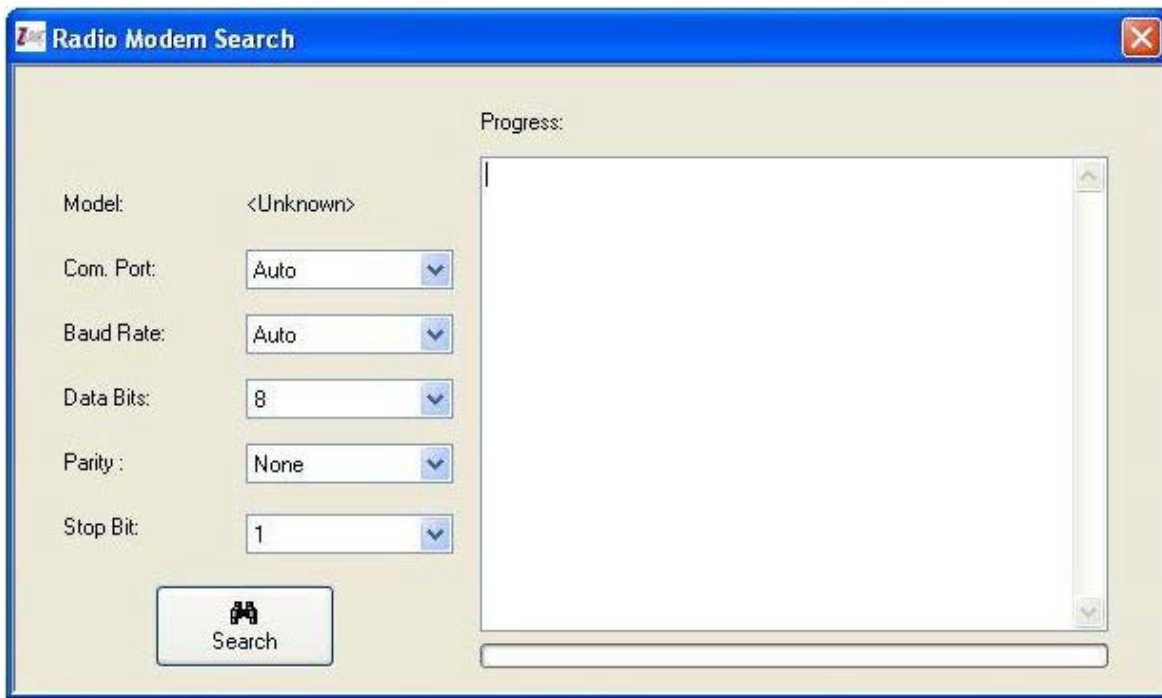 Radio Modem Search
Progress:
Model: <Unknown>
Com. Port: Auto
Baud Rate: Auto
Data Bits: 8
Parity : None
Stop Bit: 1
Search